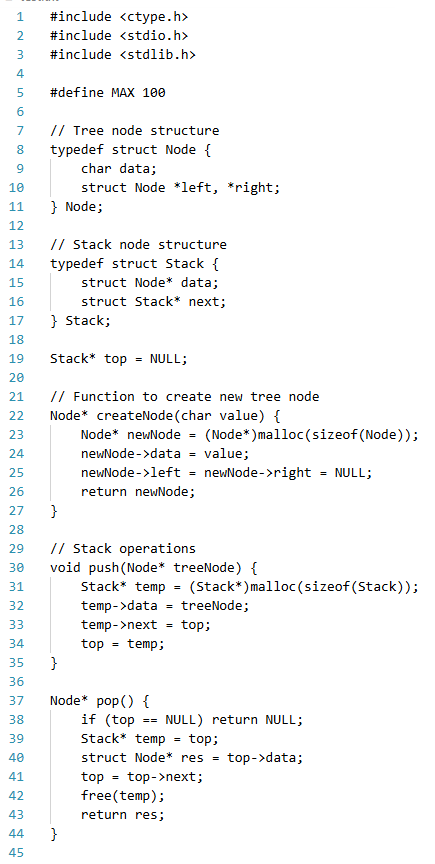 1 #include <ctype.h>
2 #include <stdio.h>
3 #include <stdlib.h>
4
5 #define MAX 100
6
7 // Tree node structure
8 typedef struct Node {
9     char data;
10     struct Node *left, *right;
11 } Node;
12
13 // Stack node structure
14 typedef struct Stack {
15     struct Node* data;
16     struct Stack* next;
17 } Stack;
18
19 Stack* top = NULL;
20
21 // Function to create new tree node
22 Node* createNode(char value) {
23     Node* newNode = (Node*)malloc(sizeof(Node));
24     newNode->data = value;
25     newNode->left = newNode->right = NULL;
26     return newNode;
27 }
28
29 // Stack operations
30 void push(Node* treeNode) {
31     Stack* temp = (Stack*)malloc(sizeof(Stack));
32     temp->data = treeNode;
33     temp->next = top;
34     top = temp;
35 }
36
37 Node* pop() {
38     if (top == NULL) return NULL;
39     Stack* temp = top;
40     struct Node* res = top->data;
41     top = top->next;
42     free(temp);
43     return res;
44 }
45